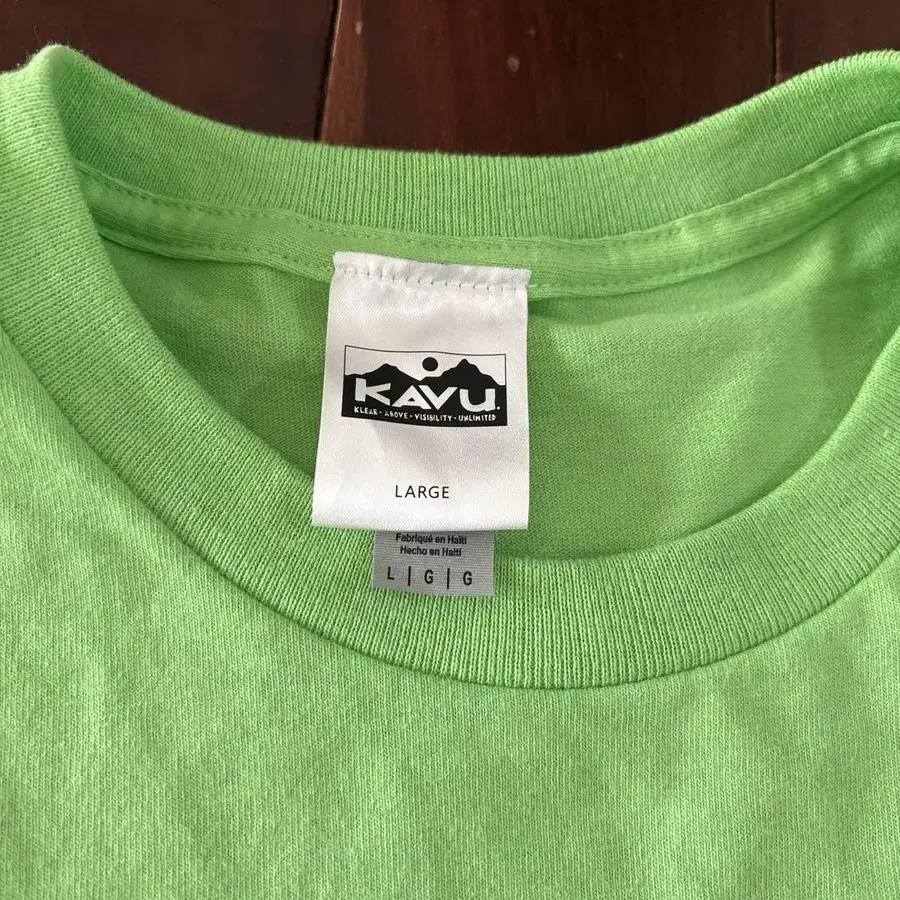 KAVU
KLEAR - ABOVE - VISIBILITY - UNLIMITED
LARGE
Fabriqué en Haïti
Hecho en Haití
L | G | G